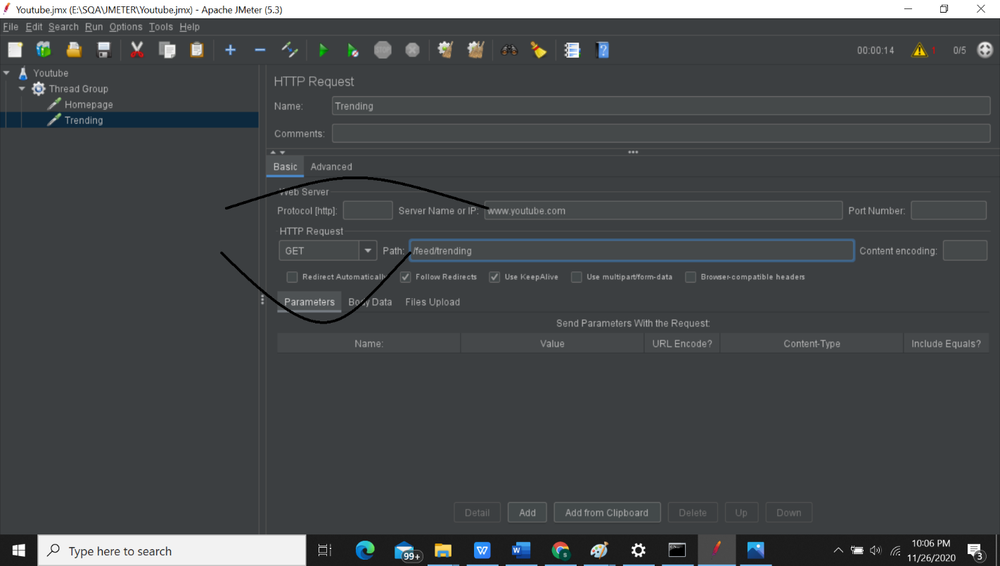 Youtube.jmx (E:\SQA\JMETER\Youtube.jmx) - Apache JMeter (5.3)
File Edit Search Run Options Tools Help
STOP
00:00:14 1 0/5
Youtube
Thread Group
Homepage
Trending
HTTP Request
Name: Trending
Comments:
Basic Advanced
Web Server
Protocol [http]: Server Name or IP: www.youtube.com Port Number:
HTTP Request
GET Path: /feed/trending Content encoding:
Redirect Automatically Follow Redirects Use KeepAlive Use multipart/form-data Browser-compatible headers
Parameters Body Data Files Upload
Send Parameters With the Request:
Name: Value URL Encode? Content-Type Include Equals?
Detail Add Add from Clipboard Delete Up Down
Type here to search
99+
10:06 PM
11/26/2020
3